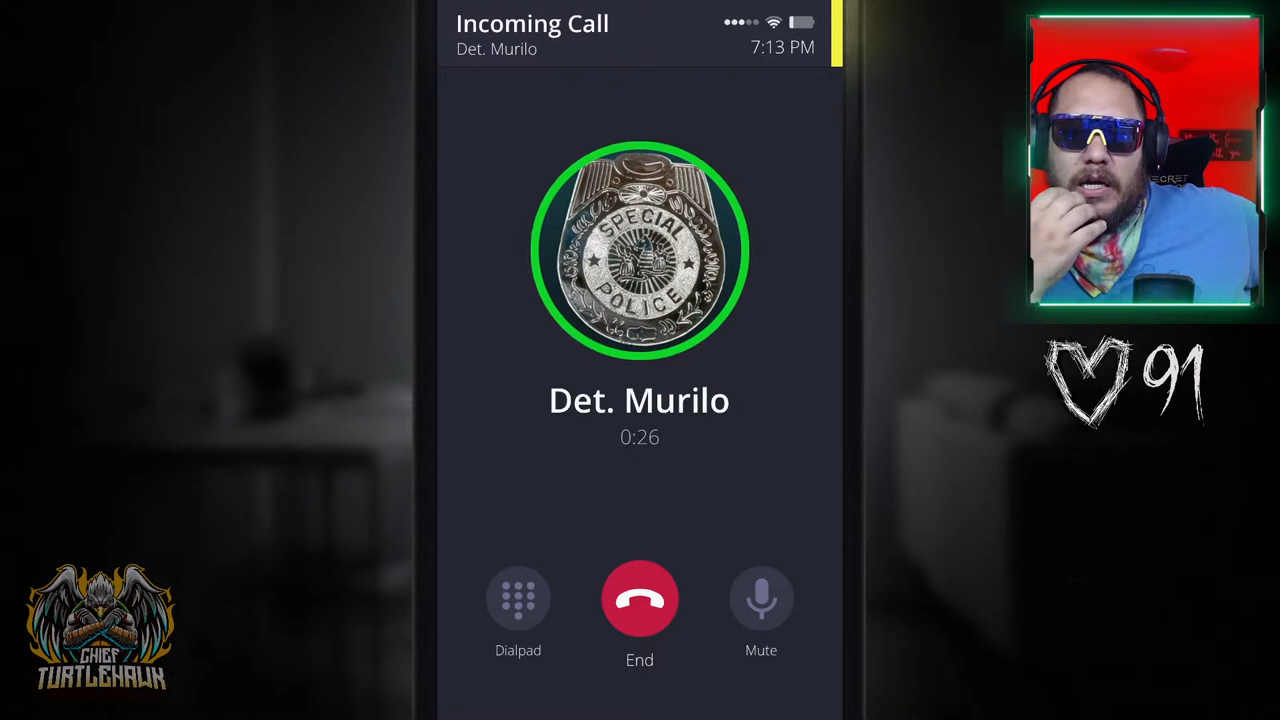 Incoming Call
Det. Murilo
7:13 PM
SPECIAL
POLICE
Det. Murilo
0:26
Dialpad
End
Mute
91
CHIEF
TURTLEHAWK